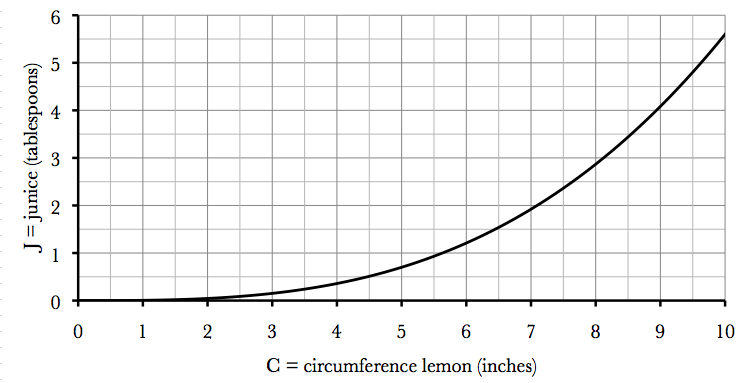 6
5
4
3
2
1
0
J = junice (tablespoons)
0 1 2 3 4 5 6 7 8 9 10
C = circumference lemon (inches)